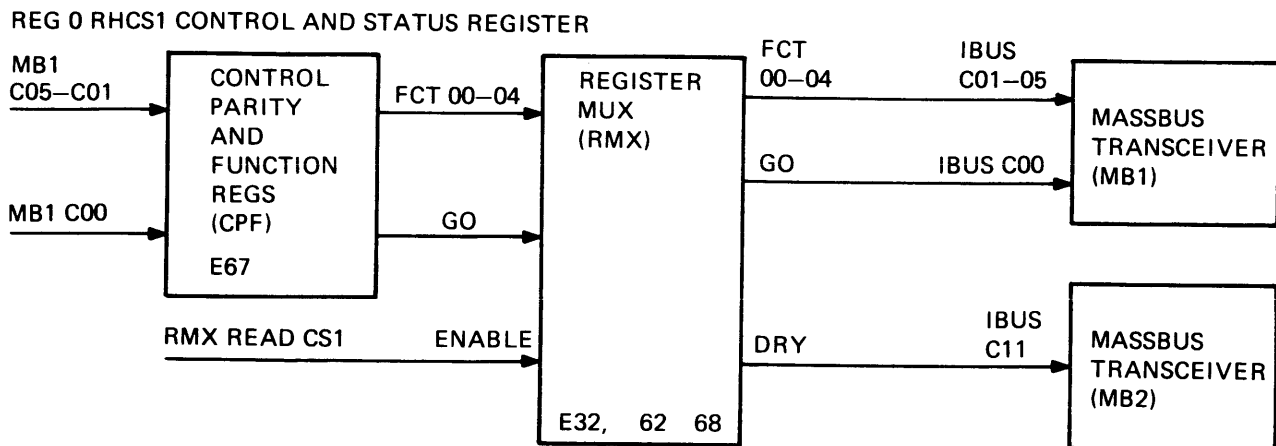 REG 0 RHCS1 CONTROL AND STATUS REGISTER
MB1
C05–C01
MB1 C00
CONTROL
PARITY
AND
FUNCTION
REGS
(CPF)
E67
FCT 00–04
GO
RMX READ CS1 ENABLE
REGISTER
MUX
(RMX)
E32, 62 68
FCT
00–04
IBUS
C01–05
GO IBUS C00
DRY
IBUS
C11
MASSBUS
TRANSCEIVER
(MB1)
MASSBUS
TRANSCEIVER
(MB2)